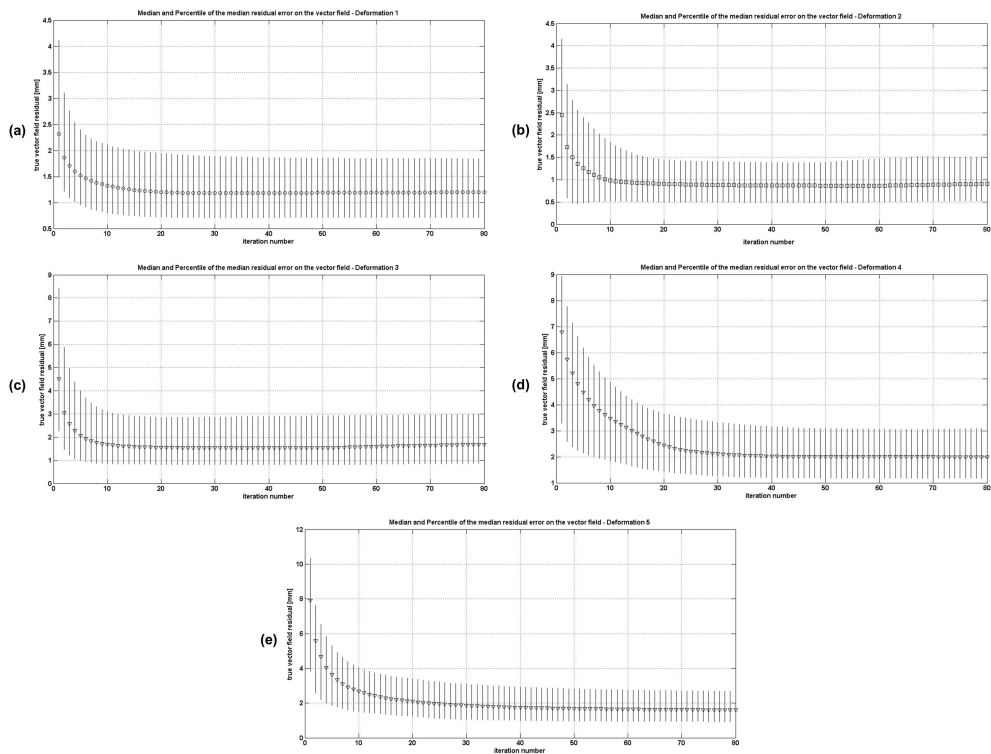 Median and Percentile of the median residual error on the vector field - Deformation 1
4.5
4
3.5
3
2.5
2
1.5
1
0.5
0 10 20 30 40 50 60 70 80
true vector field residual [mm]
iteration number
(a)
Median and Percentile of the median residual error on the vector field - Deformation 2
4.5
4
3.5
3
2.5
2
1.5
1
0.5
0
0 10 20 30 40 50 60 70 80
true vector field residual [mm]
iteration number
(b)
Median and Percentile of the median residual error on the vector field - Deformation 3
9
8
7
6
5
4
3
2
1
0
0 10 20 30 40 50 60 70 80
true vector field residual [mm]
iteration number
(c)
Median and Percentile of the median residual error on the vector field - Deformation 4
9
8
7
6
5
4
3
2
1
0 10 20 30 40 50 60 70 80
true vector field residual [mm]
iteration number
(d)
Median and Percentile of the median residual error on the vector field - Deformation 5
12
10
8
6
4
2
0
0 10 20 30 40 50 60 70 80
true vector field residual [mm]
iteration number
(e)